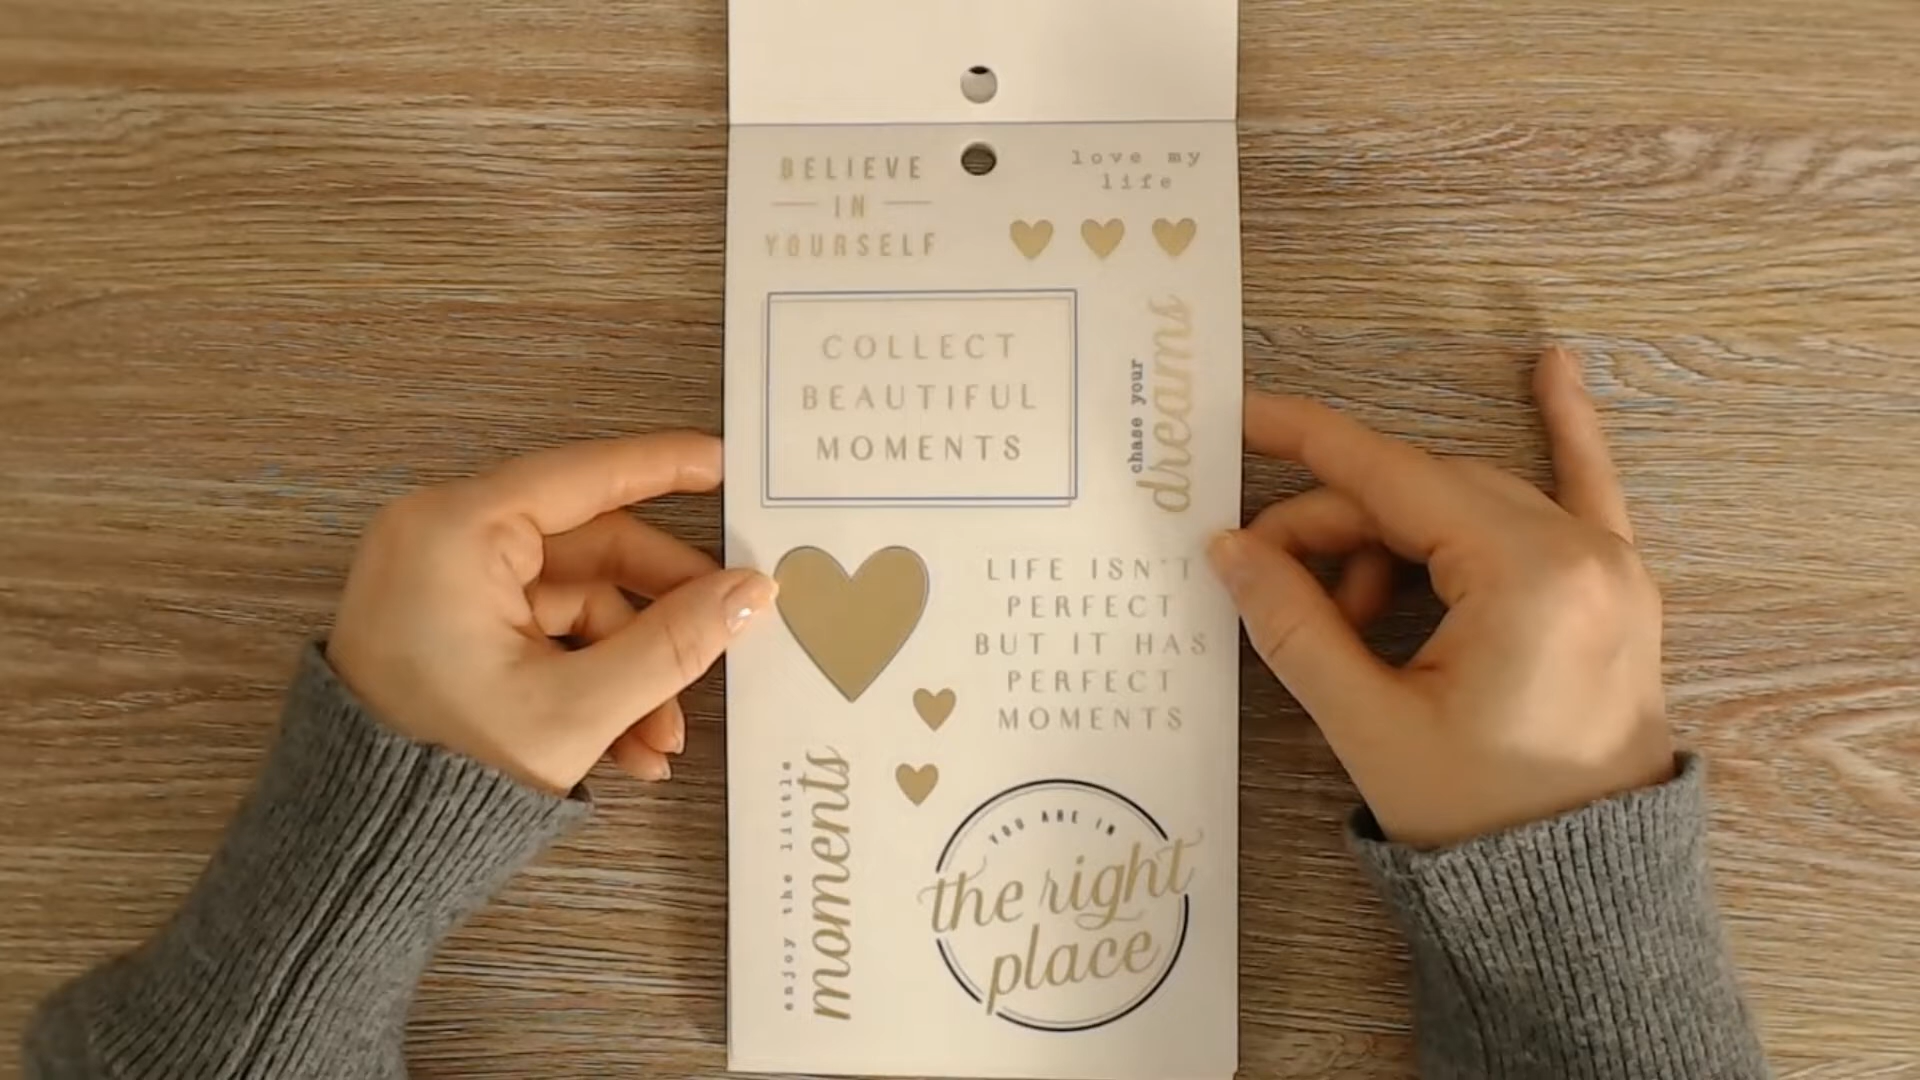 BELIEVE
IN
YOURSELF
love my
life
COLLECT
BEAUTIFUL
MOMENTS
chase your
dreams
LIFE ISN'T
PERFECT
BUT IT HAS
PERFECT
MOMENTS
enjoy the little
moments
YOU ARE IN
the right
place